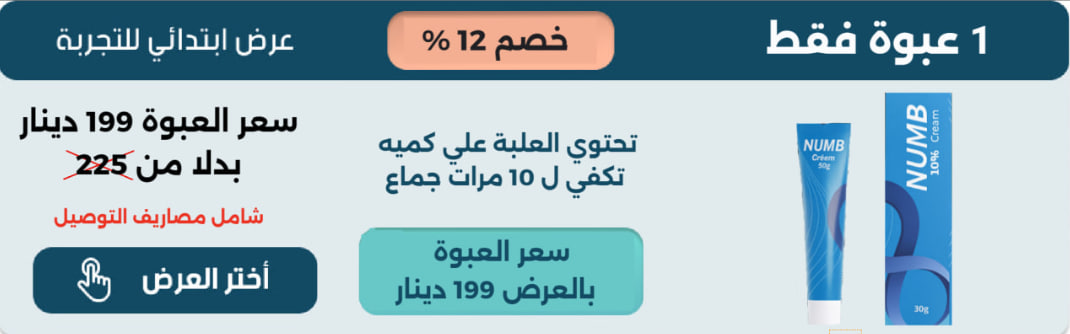 1 عبوة فقط
خصم 12 %
عرض ابتدائي للتجربة
NUMB
10% Cream
30g
NUMB
Créem
50g
تحتوي العلبة علي كميه
تكفي ل 10 مرات جماع
سعر العبوة
بالعرض 199 دينار
سعر العبوة 199 دينار
بدلا من 225
شامل مصاريف التوصيل
أختر العرض